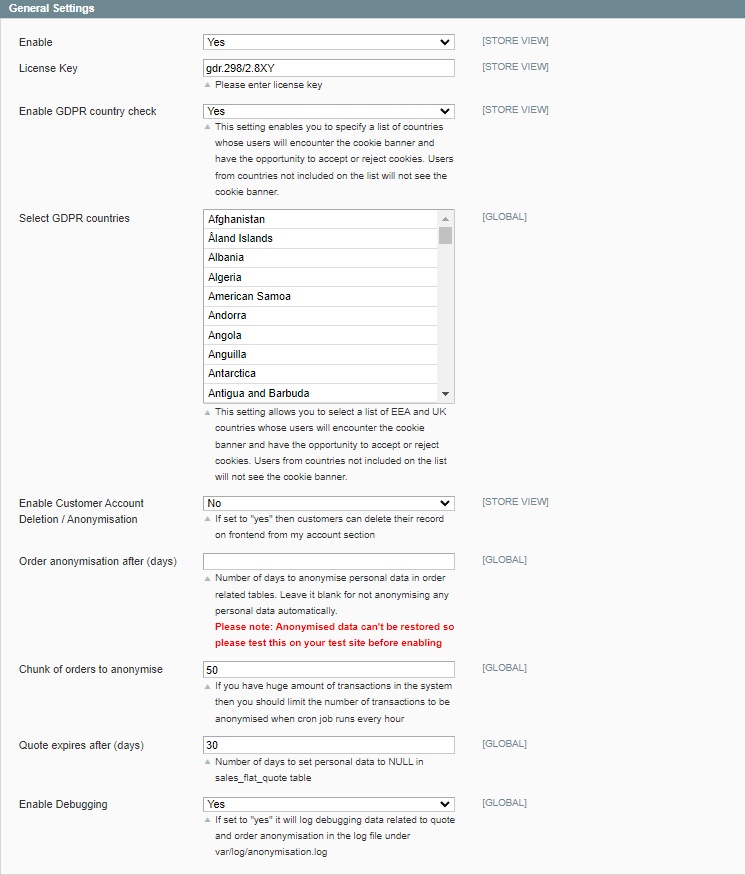 General Settings
Enable
Yes
[STORE VIEW]
License Key
gdr.298/2.8XY
[STORE VIEW]
Please enter license key
Enable GDPR country check
Yes
[STORE VIEW]
This setting enables you to specify a list of countries
whose users will encounter the cookie banner and
have the opportunity to accept or reject cookies. Users
from countries not included on the list will not see the
cookie banner.
Select GDPR countries
[GLOBAL]
Afghanistan
Åland Islands
Albania
Algeria
American Samoa
Andorra
Angola
Anguilla
Antarctica
Antigua and Barbuda
This setting allows you to select a list of EEA and UK
countries whose users will encounter the cookie
banner and have the opportunity to accept or reject
cookies. Users from countries not included on the list
will not see the cookie banner.
Enable Customer Account
Deletion / Anonymisation
No
[STORE VIEW]
If set to "yes" then customers can delete their record
on frontend from my account section
Order anonymisation after (days)
[GLOBAL]
Number of days to anonymise personal data in order
related tables. Leave it blank for not anonymising any
personal data automatically.
Please note: Anonymised data can't be restored so
please test this on your test site before enabling
Chunk of orders to anonymise
50
[GLOBAL]
If you have huge amount of transactions in the system
then you should limit the number of transactions to be
anonymised when cron job runs every hour
Quote expires after (days)
30
[GLOBAL]
Number of days to set personal data to NULL in
sales_flat_quote table
Enable Debugging
Yes
[GLOBAL]
If set to "yes" it will log debugging data related to quote
and order anonymisation in the log file under
var/log/anonymisation.log